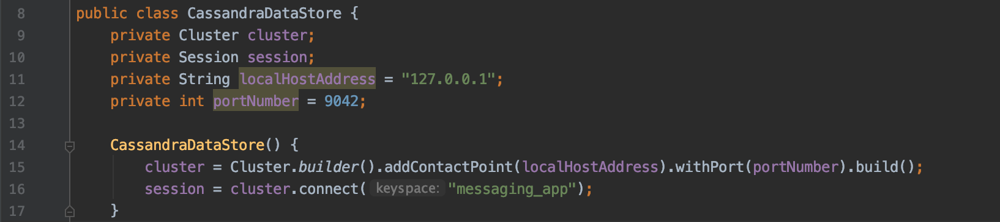 8 public class CassandraDataStore {
9 private Cluster cluster;
10 private Session session;
11 private String localHostAddress = "127.0.0.1";
12 private int portNumber = 9042;
13
14 CassandraDataStore() {
15 cluster = Cluster.builder().addContactPoint(localHostAddress).withPort(portNumber).build();
16 session = cluster.connect( keyspace: "messaging_app");
17 }